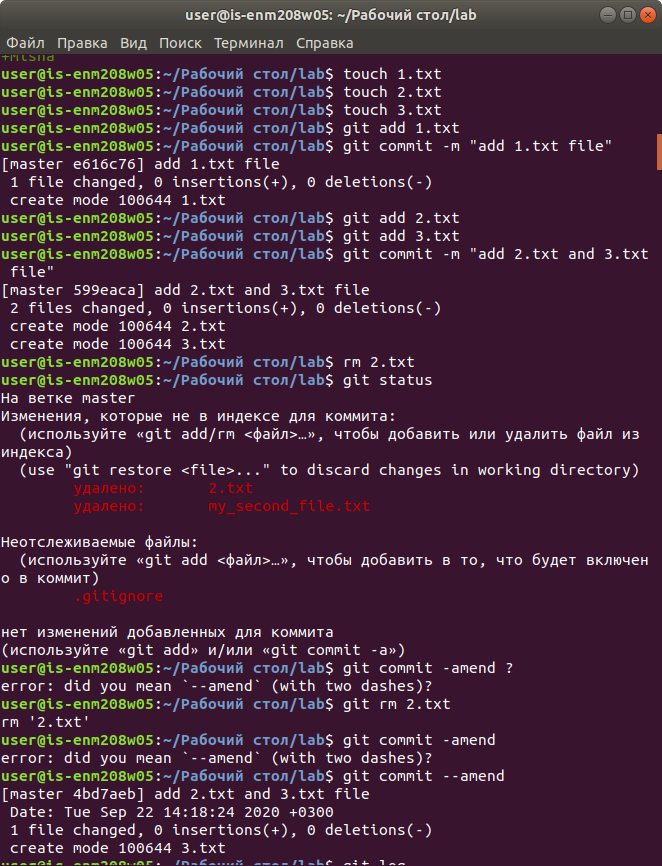 user@is-enm208w05: ~/Рабочий стол/lab
Файл Правка Вид Поиск Терминал Справка
+Misha
user@is-enm208w05:~/Рабочий стол/lab$ touch 1.txt
user@is-enm208w05:~/Рабочий стол/lab$ touch 2.txt
user@is-enm208w05:~/Рабочий стол/lab$ touch 3.txt
user@is-enm208w05:~/Рабочий стол/lab$ git add 1.txt
user@is-enm208w05:~/Рабочий стол/lab$ git commit -m "add 1.txt file"
[master e616c76] add 1.txt file
 1 file changed, 0 insertions(+), 0 deletions(-)
 create mode 100644 1.txt
user@is-enm208w05:~/Рабочий стол/lab$ git add 2.txt
user@is-enm208w05:~/Рабочий стол/lab$ git add 3.txt
user@is-enm208w05:~/Рабочий стол/lab$ git commit -m "add 2.txt and 3.txt
 file"
[master 599eaca] add 2.txt and 3.txt file
 2 files changed, 0 insertions(+), 0 deletions(-)
 create mode 100644 2.txt
 create mode 100644 3.txt
user@is-enm208w05:~/Рабочий стол/lab$ rm 2.txt
user@is-enm208w05:~/Рабочий стол/lab$ git status
На ветке master
Изменения, которые не в индексе для коммита:
  (используйте «git add/rm <файл>…», чтобы добавить или удалить файл из
индекса)
  (use "git restore <file>..." to discard changes in working directory)
        удалено:       2.txt
        удалено:       my_second_file.txt
Неотслеживаемые файлы:
  (используйте «git add <файл>…», чтобы добавить в то, что будет включен
о в коммит)
        .gitignore
нет изменений добавленных для коммита
(используйте «git add» и/или «git commit -a»)
user@is-enm208w05:~/Рабочий стол/lab$ git commit -amend ?
error: did you mean `--amend` (with two dashes)?
user@is-enm208w05:~/Рабочий стол/lab$ git rm 2.txt
rm '2.txt'
user@is-enm208w05:~/Рабочий стол/lab$ git commit -amend
error: did you mean `--amend` (with two dashes)?
user@is-enm208w05:~/Рабочий стол/lab$ git commit --amend
[master 4bd7aeb] add 2.txt and 3.txt file
 Date: Tue Sep 22 14:18:24 2020 +0300
 1 file changed, 0 insertions(+), 0 deletions(-)
 create mode 100644 3.txt
user@is-enm208w05:~/Рабочий стол/lab$ git log